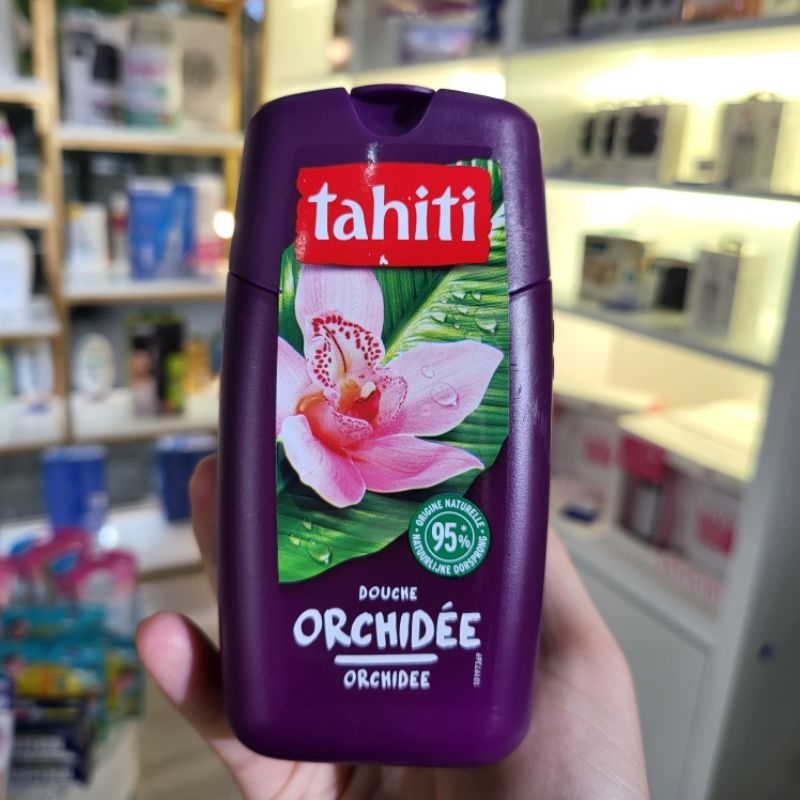 tahiti
ORIGINE NATURELLE
95%*
NATUURLIJKE OORSPRONG
DOUCHE
ORCHIDÉE
ORCHIDEE